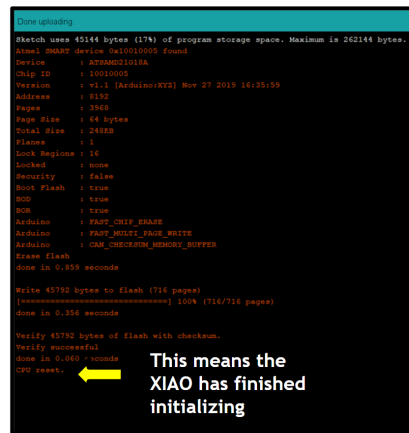 Done uploading.
Sketch uses 45144 bytes (17%) of program storage space. Maximum is 262144 bytes.
Atmel SMART device 0x10010005 found
Device : ATSAMD21G18A
Chip ID : 10010005
Version : v1.1 [Arduino:XYZ] Nov 27 2019 16:35:59
Address : 8192
Pages : 3968
Page Size : 64 bytes
Total Size : 248KB
Planes : 1
Lock Regions : 16
Locked : none
Security : false
Boot Flash : true
BOD : true
BOR : true
Arduino : FAST_CHIP_ERASE
Arduino : FAST_MULTI_PAGE_WRITE
Arduino : CAN_CHECKSUM_MEMORY_BUFFER
Erase flash
done in 0.859 seconds
Write 45792 bytes to flash (716 pages)
[==============================] 100% (716/716 pages)
done in 0.356 seconds
Verify 45792 bytes of flash with checksum.
Verify successful
done in 0.060 seconds
CPU reset.
This means the
XIAO has finished
initializing